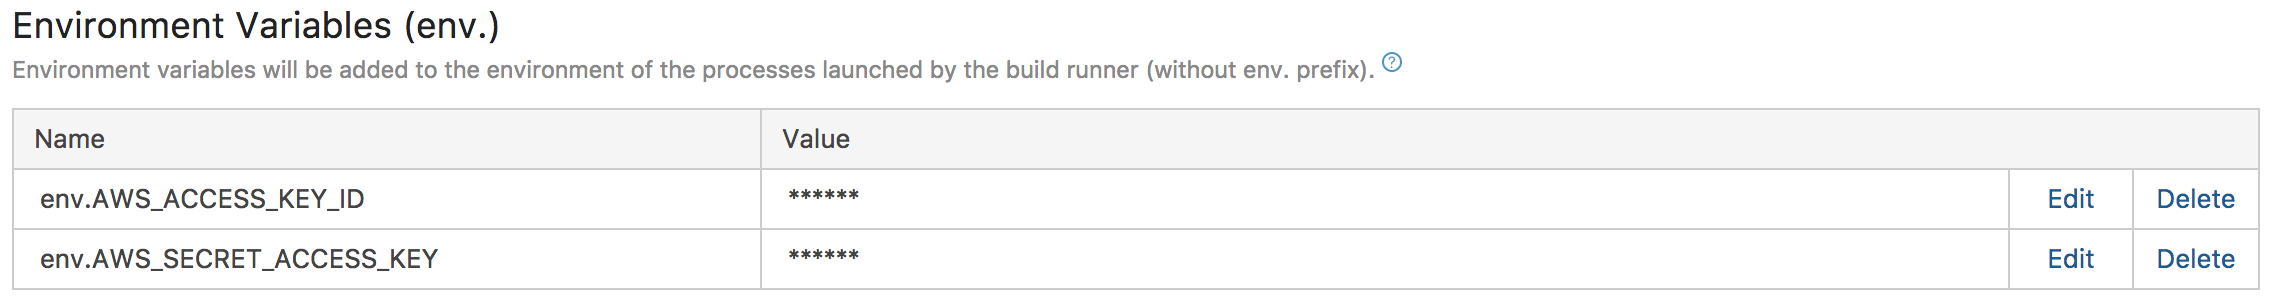 Environment Variables (env.)
Environment variables will be added to the environment of the processes launched by the build runner (without env. prefix). ?
Name Value
env.AWS_ACCESS_KEY_ID ****** Edit Delete
env.AWS_SECRET_ACCESS_KEY ****** Edit Delete